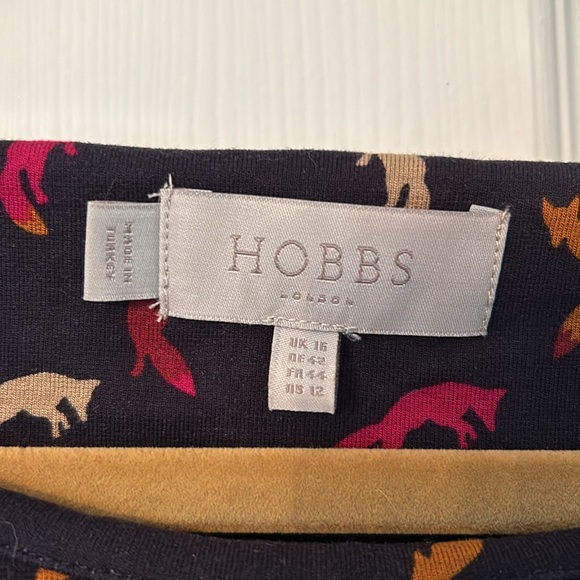 HOBBS
LONDON
MADE IN
TURKEY
UK 16
DE 42
FR 44
US 12